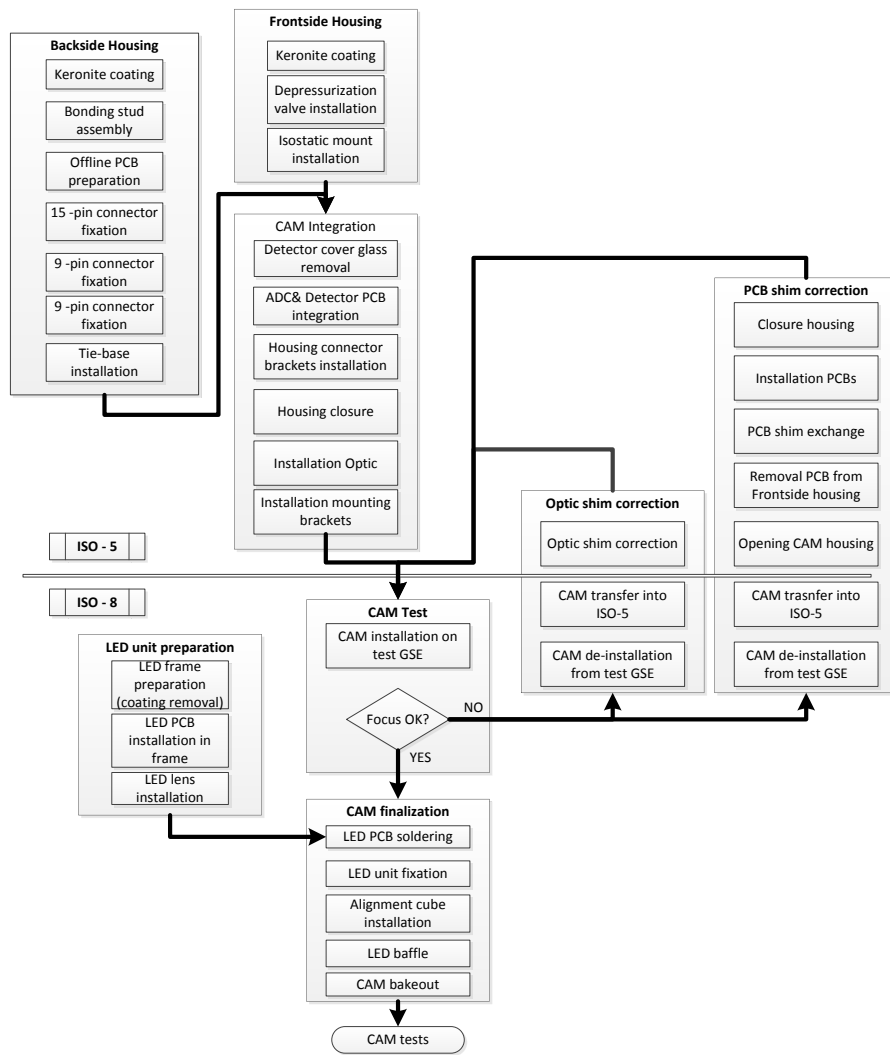 Backside Housing
Keronite coating
Bonding stud
assembly
Offline PCB
preparation
15 -pin connector
fixation
9 -pin connector
fixation
9 -pin connector
fixation
Tie-base
installation
Frontside Housing
Keronite coating
Depressurization
valve installation
Isostatic mount
installation
CAM Integration
Detector cover glass
removal
ADC& Detector PCB
integration
Housing connector
brackets installation
Housing closure
Installation Optic
Installation mounting
brackets
PCB shim correction
Closure housing
Installation PCBs
PCB shim exchange
Removal PCB from
Frontside housing
Opening CAM housing
CAM trasnfer into
ISO-5
CAM de-installation
from test GSE
Optic shim correction
Optic shim correction
CAM transfer into
ISO-5
CAM de-installation
from test GSE
ISO - 5
ISO - 8
CAM Test
CAM installation on
test GSE
Focus OK?
NO
YES
LED unit preparation
LED frame
preparation
(coating removal)
LED PCB
installation in
frame
LED lens
installation
CAM finalization
LED PCB soldering
LED unit fixation
Alignment cube
installation
LED baffle
CAM bakeout
CAM tests